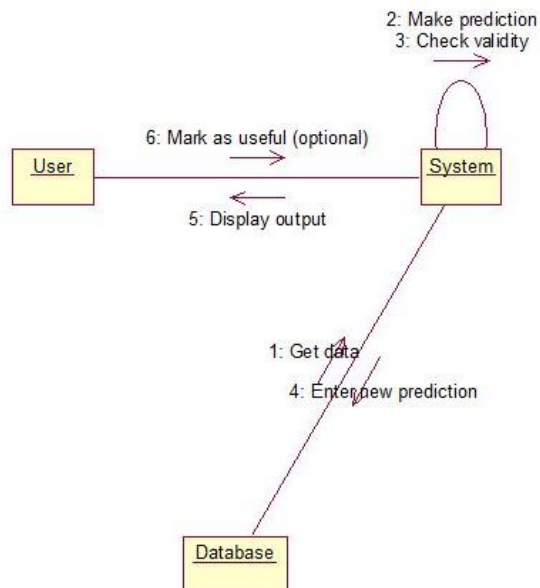 2: Make prediction
3: Check validity
6: Mark as useful (optional)
User
System
5: Display output
1: Get data
4: Enter new prediction
Database